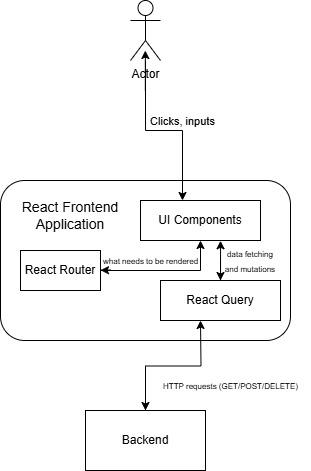 Actor
Clicks, inputs
React Frontend
Application
UI Components
what needs to be rendered
data fetching
and mutations
React Router
React Query
HTTP requests (GET/POST/DELETE)
Backend